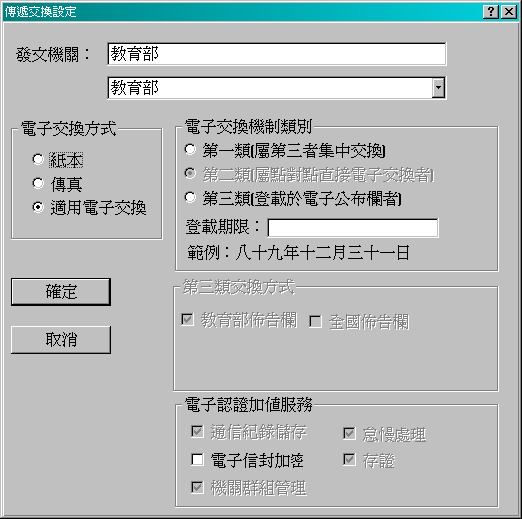 傳遞交換設定
發文機關：
教育部
教育部
電子交換方式
紙本
傳真
適用電子交換
電子交換機制類別
第一類(屬第三者集中交換)
第二類(屬點對點直接電子交換者)
第三類(登載於電子公布欄者)
登載期限：
範例：八十九年十二月三十一日
確定
取消
第三類交換方式
教育部佈告欄
全國佈告欄
電子認證加值服務
通信紀錄儲存
怠慢處理
電子信封加密
存證
機關群組管理